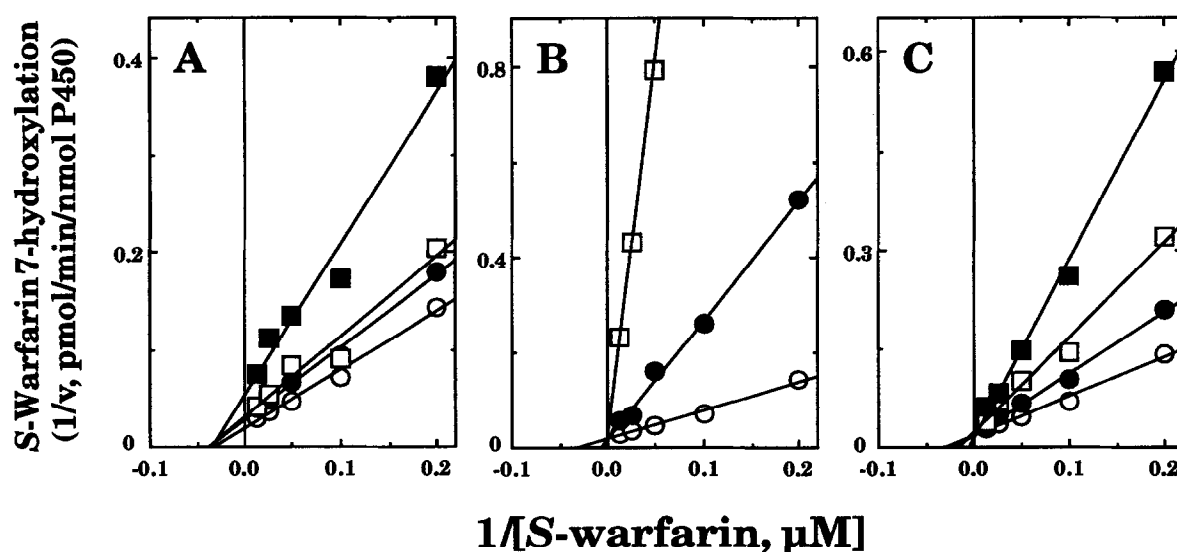 S-Warfarin 7-hydroxylation
(1/v, pmol/min/nmol P450)
A
0.4
0.2
0
-0.1 0.0 0.1 0.2
B
0.8
0.4
0
-0.1 0.0 0.1 0.2
C
0.6
0.3
0
-0.1 0.0 0.1 0.2
1/[S-warfarin, µM]